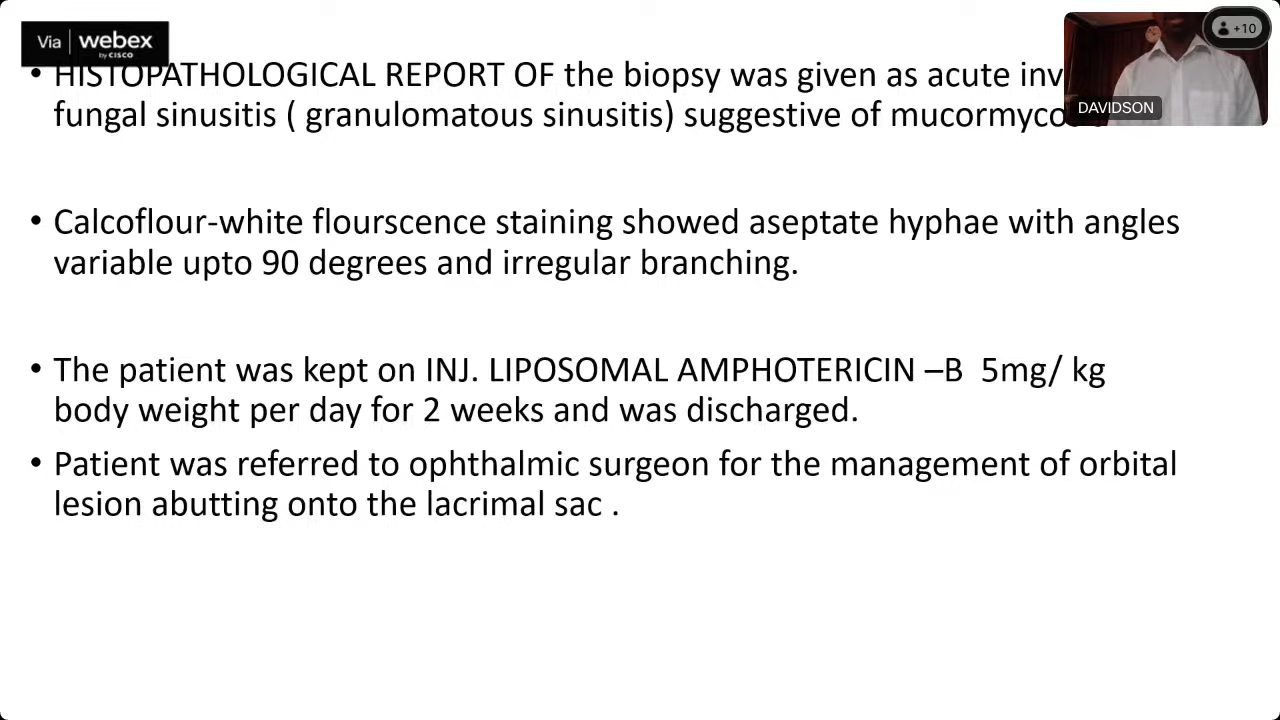 Via webex
by CISCO
+10
DAVIDSON
• HISTOPATHOLOGICAL REPORT OF the biopsy was given as acute
fungal sinusitis ( granulomatous sinusitis) suggestive of
• Calcoflour-white flourscence staining showed aseptate hyphae with angles
variable upto 90 degrees and irregular branching.
• The patient was kept on INJ. LIPOSOMAL AMPHOTERICIN –B 5mg/ kg
body weight per day for 2 weeks and was discharged.
• Patient was referred to ophthalmic surgeon for the management of orbital
lesion abutting onto the lacrimal sac .